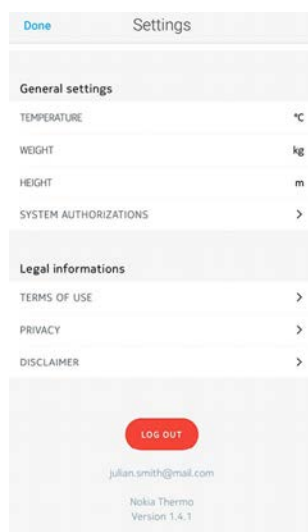 Done Settings
General settings
TEMPERATURE °C
WEIGHT kg
HEIGHT m
SYSTEM AUTHORIZATIONS >
Legal informations
TERMS OF USE >
PRIVACY >
DISCLAIMER >
LOG OUT
julian.smith@mail.com
Nokia Thermo
Version 1.4.1